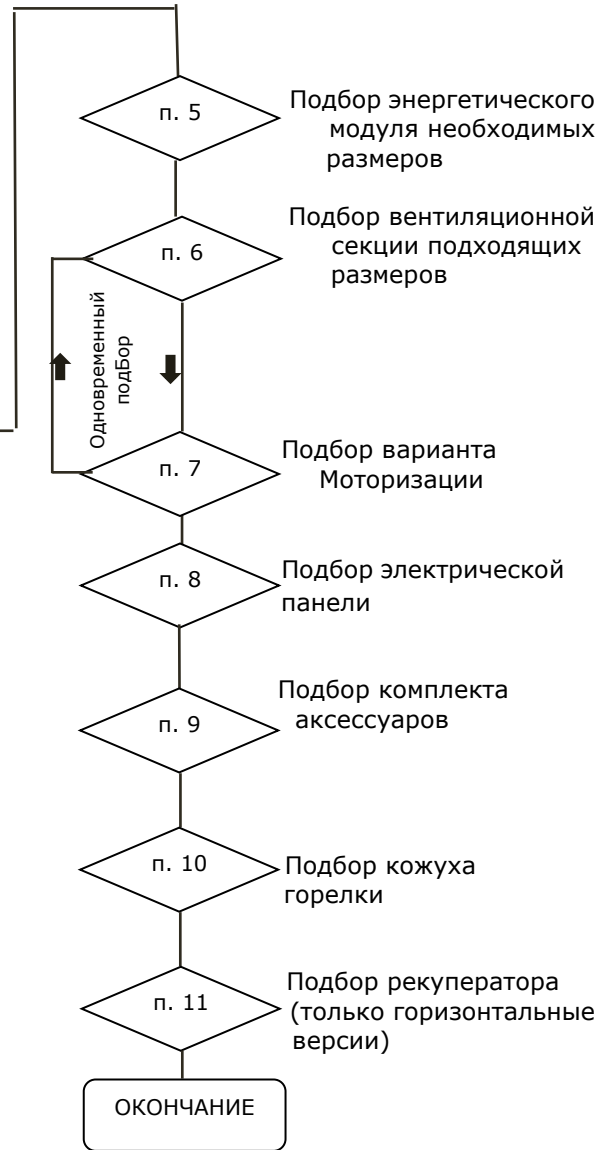 п. 5
Подбор энергетического
модуля необходимых
размеров
п. 6
Подбор вентиляционной
секции подходящих
размеров
Одновременный
подБор
п. 7
Подбор варианта
Моторизации
п. 8
Подбор электрической
панели
п. 9
Подбор комплекта
аксессуаров
п. 10
Подбор кожуха
горелки
п. 11
Подбор рекуператора
(только горизонтальные
версии)
ОКОНЧАНИЕ